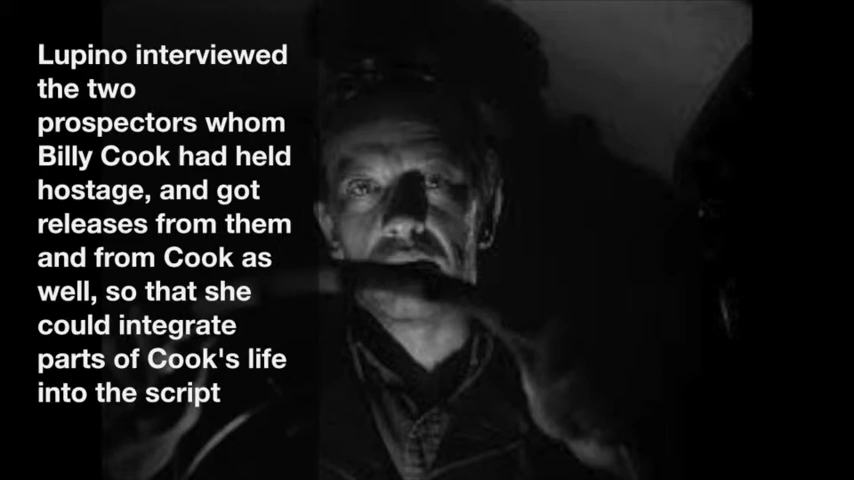 Lupino interviewed
the two
prospectors whom
Billy Cook had held
hostage, and got
releases from them
and from Cook as
well, so that she
could integrate
parts of Cook's life
into the script